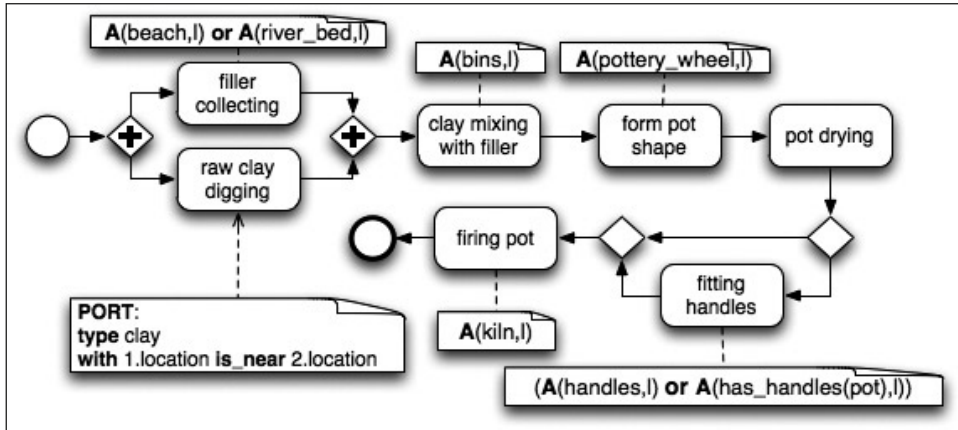 A(beach,l) or A(river_bed,l)
filler
collecting
raw clay
digging
PORT:
type clay
with 1.location is_near 2.location
A(bins,l)
clay mixing
with filler
A(pottery_wheel,l)
form pot
shape
pot drying
fitting
handles
(A(handles,l) or A(has_handles(pot),l))
firing pot
A(kiln,l)